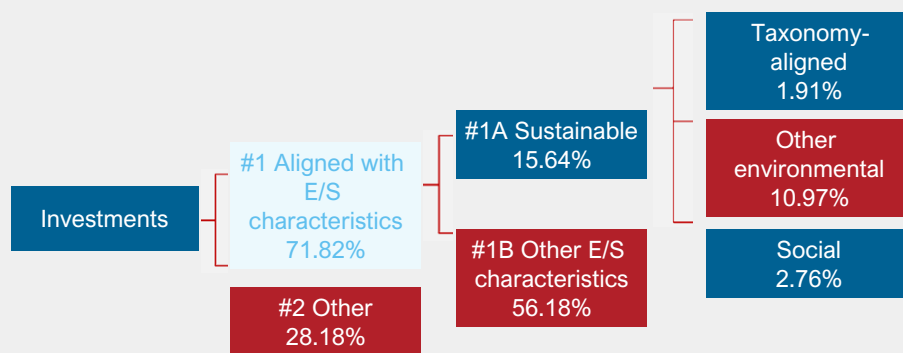 Investments
#1 Aligned with
E/S
characteristics
71.82%
#2 Other
28.18%
#1A Sustainable
15.64%
#1B Other E/S
characteristics
56.18%
Taxonomy-
aligned
1.91%
Other
environmental
10.97%
Social
2.76%